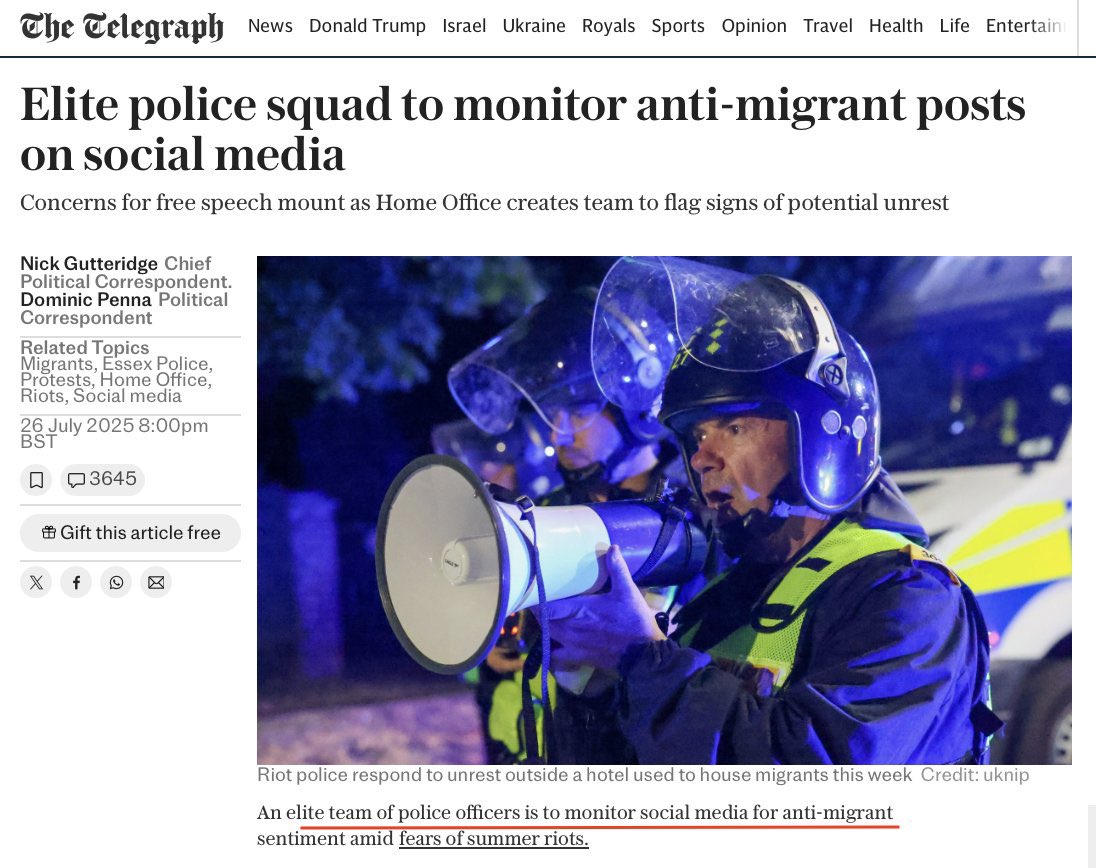 The Telegraph
News Donald Trump Israel Ukraine Royals Sports Opinion Travel Health Life Entertain
Elite police squad to monitor anti-migrant posts
on social media
Concerns for free speech mount as Home Office creates team to flag signs of potential unrest
Nick Gutteridge Chief
Political Correspondent.
Dominic Penna Political
Correspondent
Related Topics
Migrants, Essex Police,
Protests, Home Office,
Riots, Social media
26 July 2025 8:00pm
BST
3645
Gift this article free
Riot police respond to unrest outside a hotel used to house migrants this week Credit: uknip
An elite team of police officers is to monitor social media for anti-migrant
sentiment amid fears of summer riots.